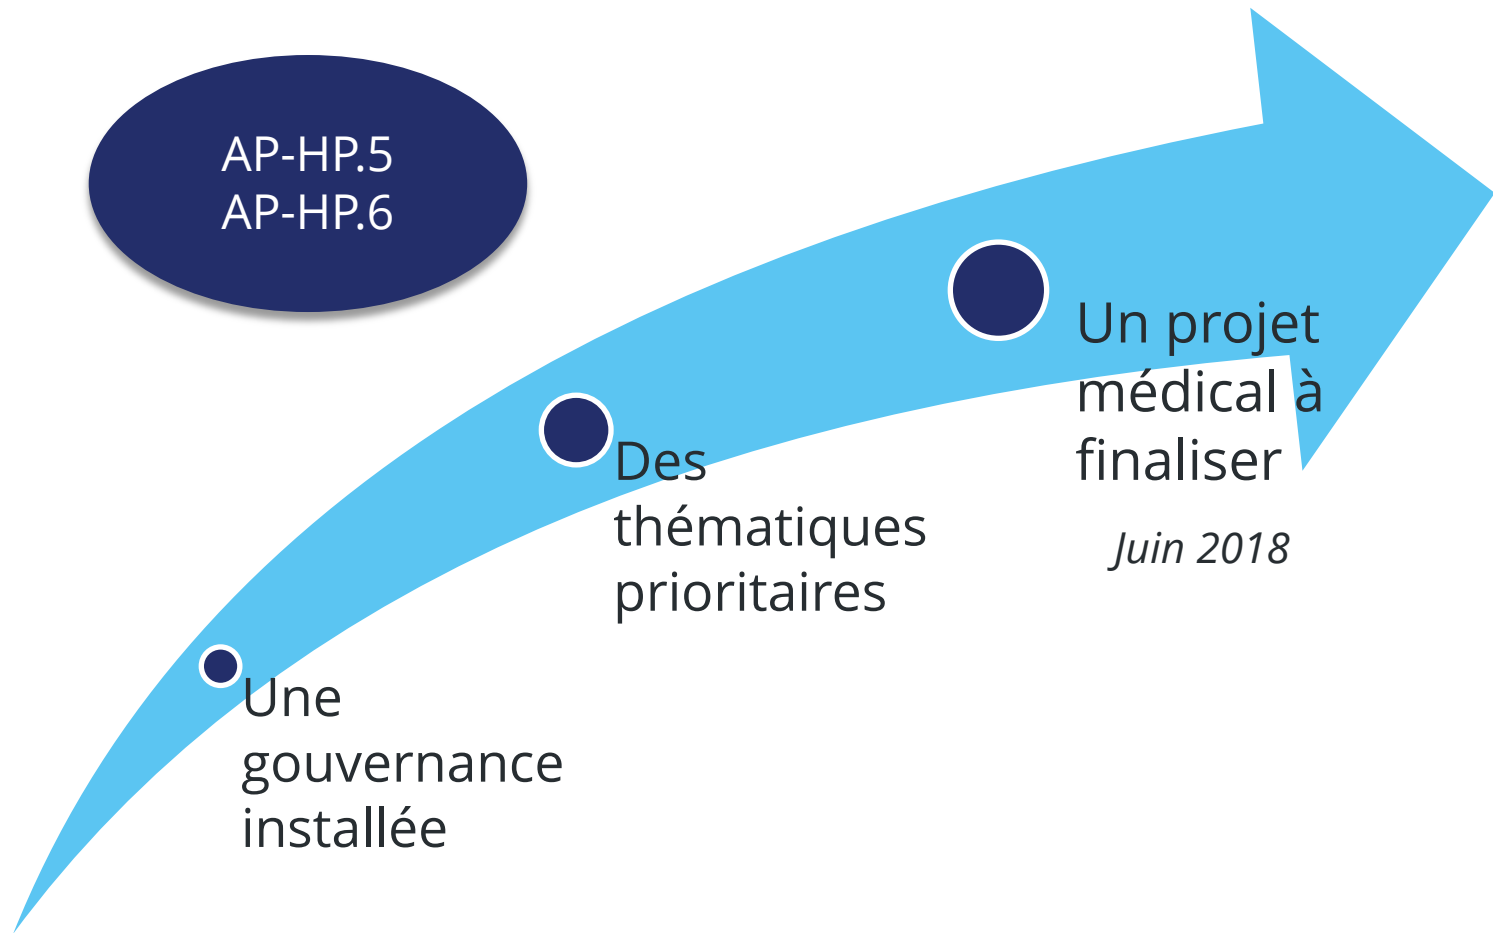 AP-HP.5
AP-HP.6
Une
gouvernance
installée
Des
thématiques
prioritaires
Un projet
médical à
finaliser
Juin 2018